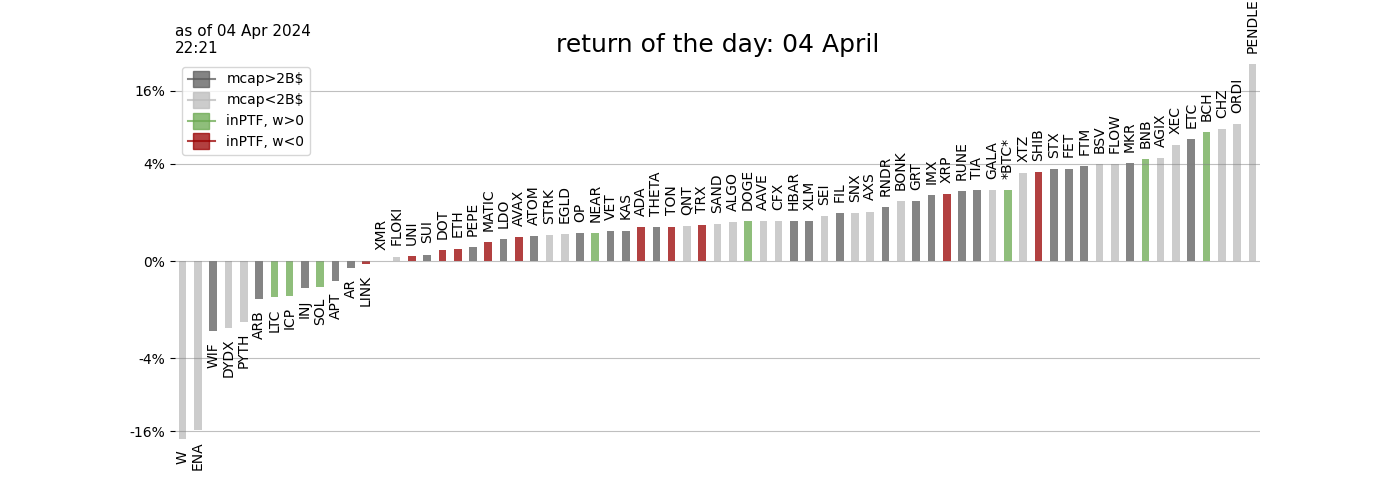 as of 04 Apr 2024
22:21
return of the day: 04 April
mcap>2B$
mcap<2B$
inPTF, w>0
inPTF, w<0
16%
4%
0%
-4%
-16%
W
ENA
WIF
DYDX
PYTH
ARB
LTC
ICP
INJ
SOL
APT
AR
LINK
XMR
FLOKI
UNI
SUI
DOT
ETH
PEPE
MATIC
LDO
AVAX
ATOM
STRK
EGLD
OP
NEAR
VET
KAS
ADA
THETA
TON
QNT
TRX
SAND
ALGO
DOGE
AAVE
CFX
HBAR
XLM
SEI
FIL
SNX
AXS
RNDR
BONK
GRT
IMX
XRP
RUNE
TIA
GALA
*BTC*
XTZ
SHIB
STX
FET
FTM
BSV
FLOW
MKR
BNB
AGIX
XEC
ETC
BCH
CHZ
ORDI
PENDLE